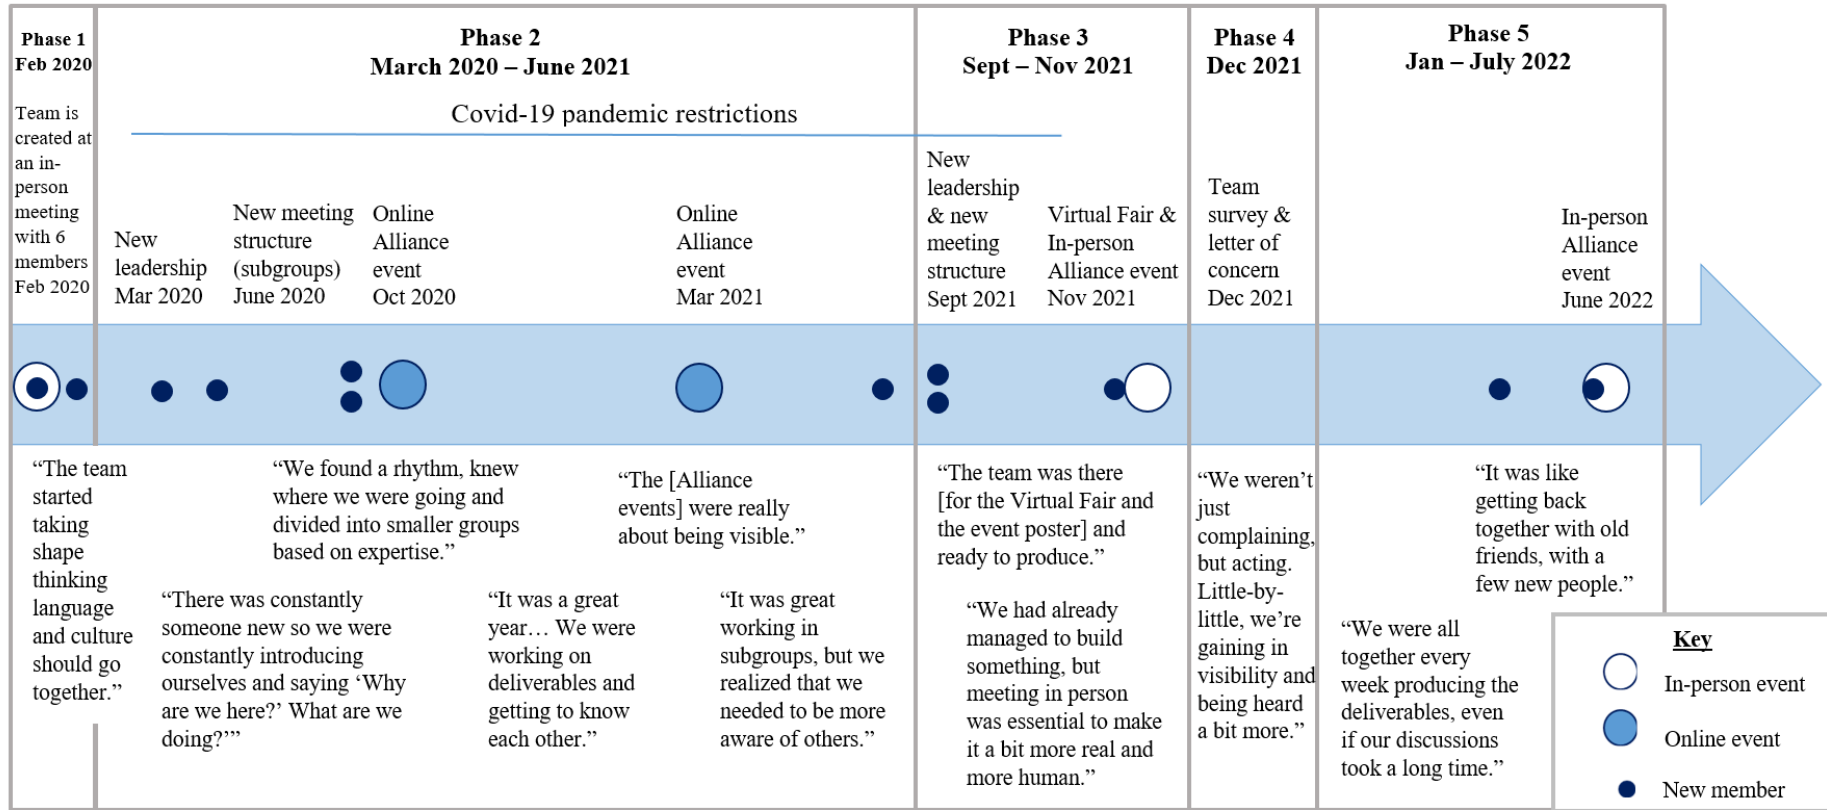 Phase 1
Feb 2020
Team is
created at
an in-
person
meeting
with 6
members
Feb 2020
Phase 2
March 2020 – June 2021
Covid-19 pandemic restrictions
New
leadership
Mar 2020
New meeting
structure
(subgroups)
June 2020
Online
Alliance
event
Oct 2020
Online
Alliance
event
Mar 2021
Phase 3
Sept – Nov 2021
New
leadership
& new
meeting
structure
Sept 2021
Virtual Fair &
In-person
Alliance event
Nov 2021
Phase 4
Dec 2021
Team
survey &
letter of
concern
Dec 2021
Phase 5
Jan – July 2022
In-person
Alliance
event
June 2022
“The team
started
taking
shape
thinking
language
and culture
should go
together.”
“We found a rhythm, knew
where we were going and
divided into smaller groups
based on expertise.”
“The [Alliance
events] were really
about being visible.”
“There was constantly
someone new so we were
constantly introducing
ourselves and saying ‘Why
are we here?’ What are we
doing?’”
“It was a great
year… We were
working on
deliverables and
getting to know
each other.”
“It was great
working in
subgroups, but we
realized that we
needed to be more
aware of others.”
“The team was there
[for the Virtual Fair and
the event poster] and
ready to produce.”
“We had already
managed to build
something, but
meeting in person
was essential to make
it a bit more real and
more human.”
“We weren’t
just
complaining,
but acting.
Little-by-
little, we’re
gaining in
visibility and
being heard
a bit more.”
“It was like
getting back
together with old
friends, with a
few new people.”
“We were all
together every
week producing the
deliverables, even
if our discussions
took a long time.”
Key
In-person event
Online event
New member